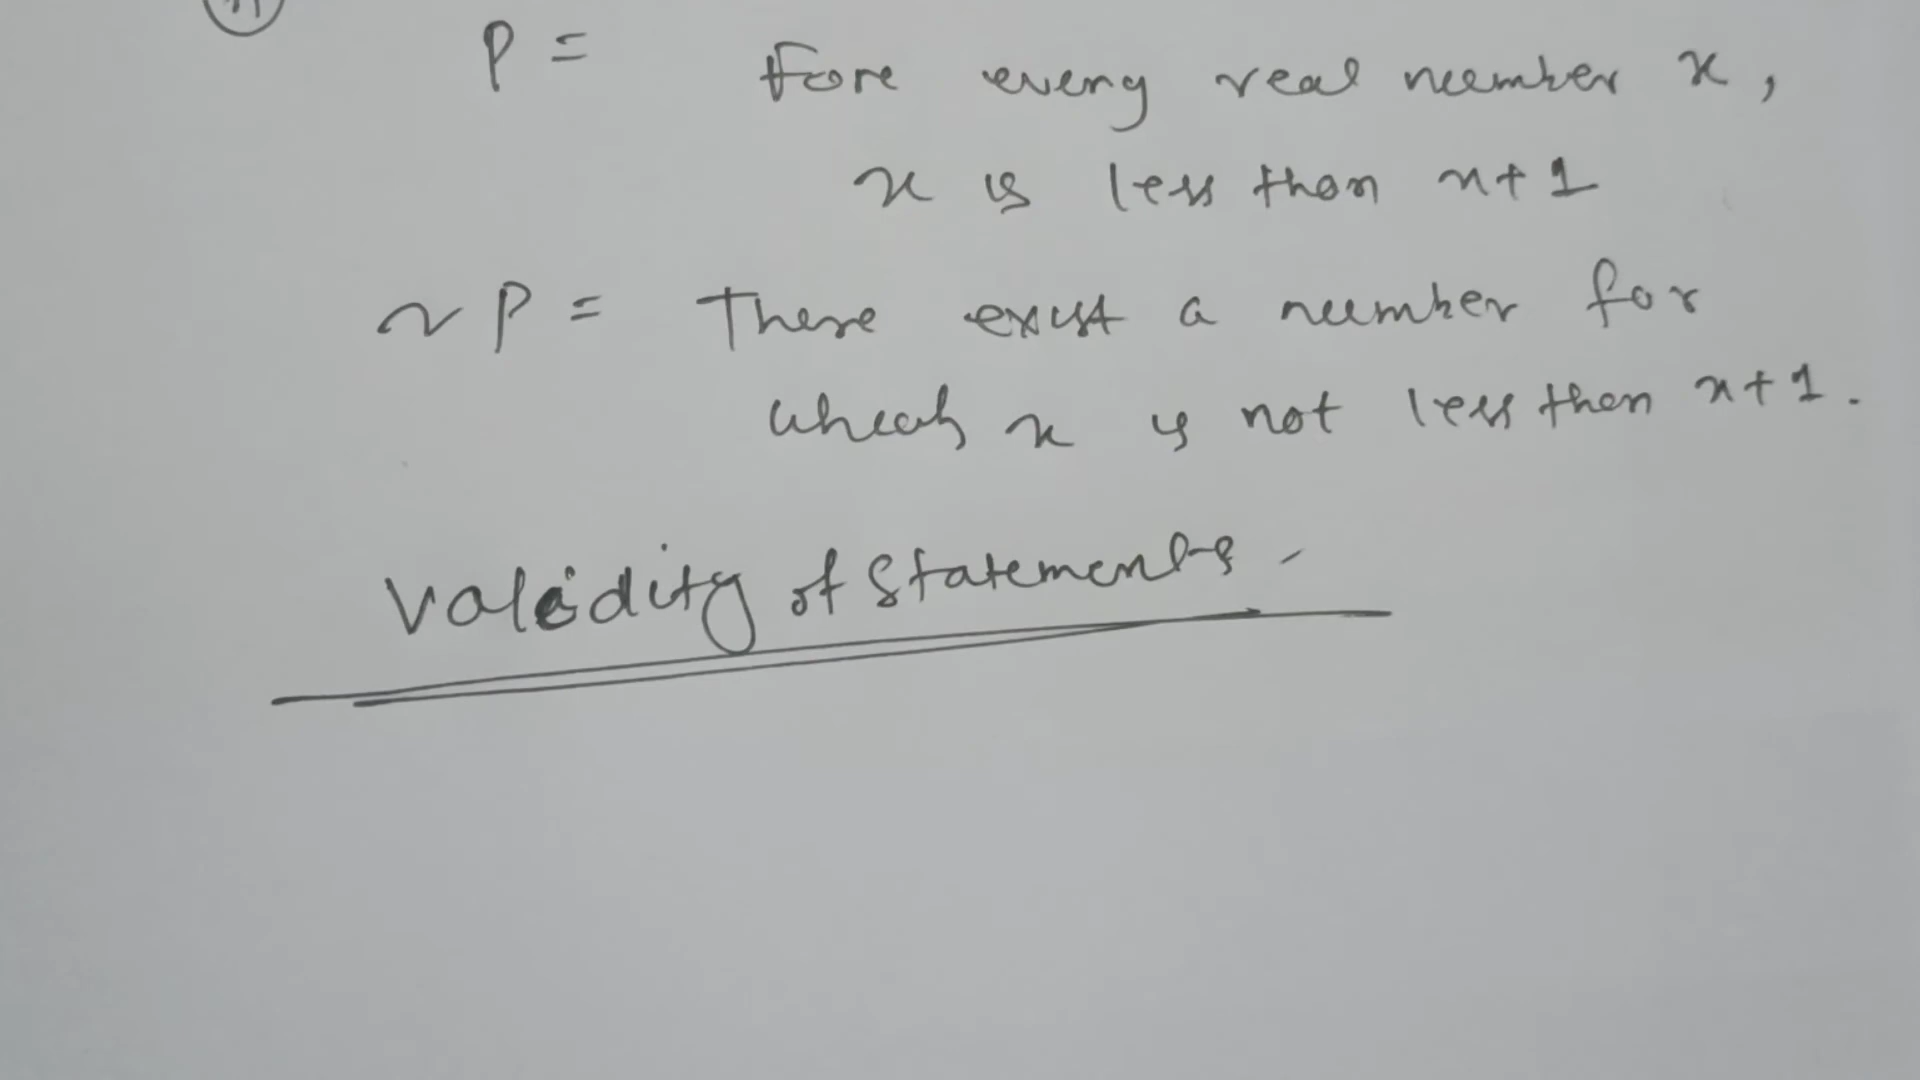 P = Fore every real number x,
x is less than x+1
~P = There exist a number for
which x is not less than x+1.
Validity of Statements -